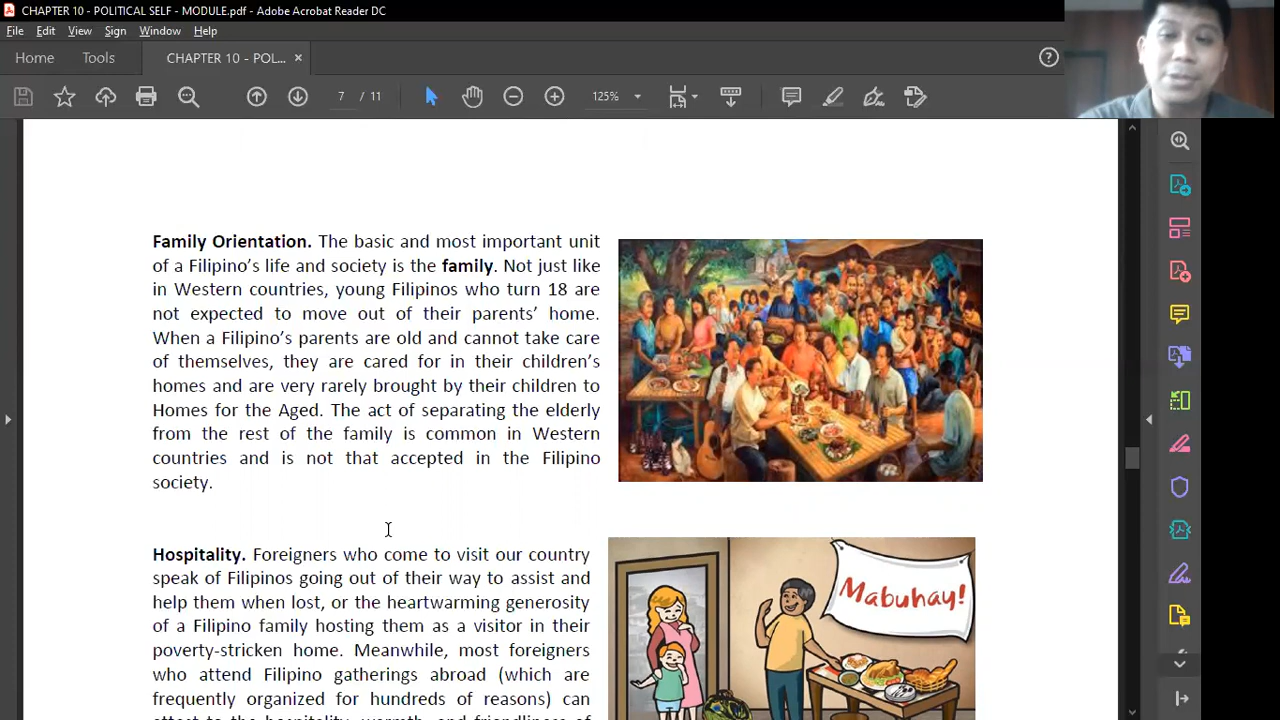 CHAPTER 10 - POLITICAL SELF - MODULE.pdf - Adobe Acrobat Reader DC
File Edit View Sign Window Help
Home Tools CHAPTER 10 - POL... ×
7 / 11 125%
Family Orientation. The basic and most important unit
of a Filipino's life and society is the family. Not just like
in Western countries, young Filipinos who turn 18 are
not expected to move out of their parents' home.
When a Filipino's parents are old and cannot take care
of themselves, they are cared for in their children's
homes and are very rarely brought by their children to
Homes for the Aged. The act of separating the elderly
from the rest of the family is common in Western
countries and is not that accepted in the Filipino
society.
Hospitality. Foreigners who come to visit our country
speak of Filipinos going out of their way to assist and
help them when lost, or the heartwarming generosity
of a Filipino family hosting them as a visitor in their
poverty-stricken home. Meanwhile, most foreigners
who attend Filipino gatherings abroad (which are
frequently organized for hundreds of reasons) can
attest to the hospitality, warmth, and friendliness of
Mabuhay!